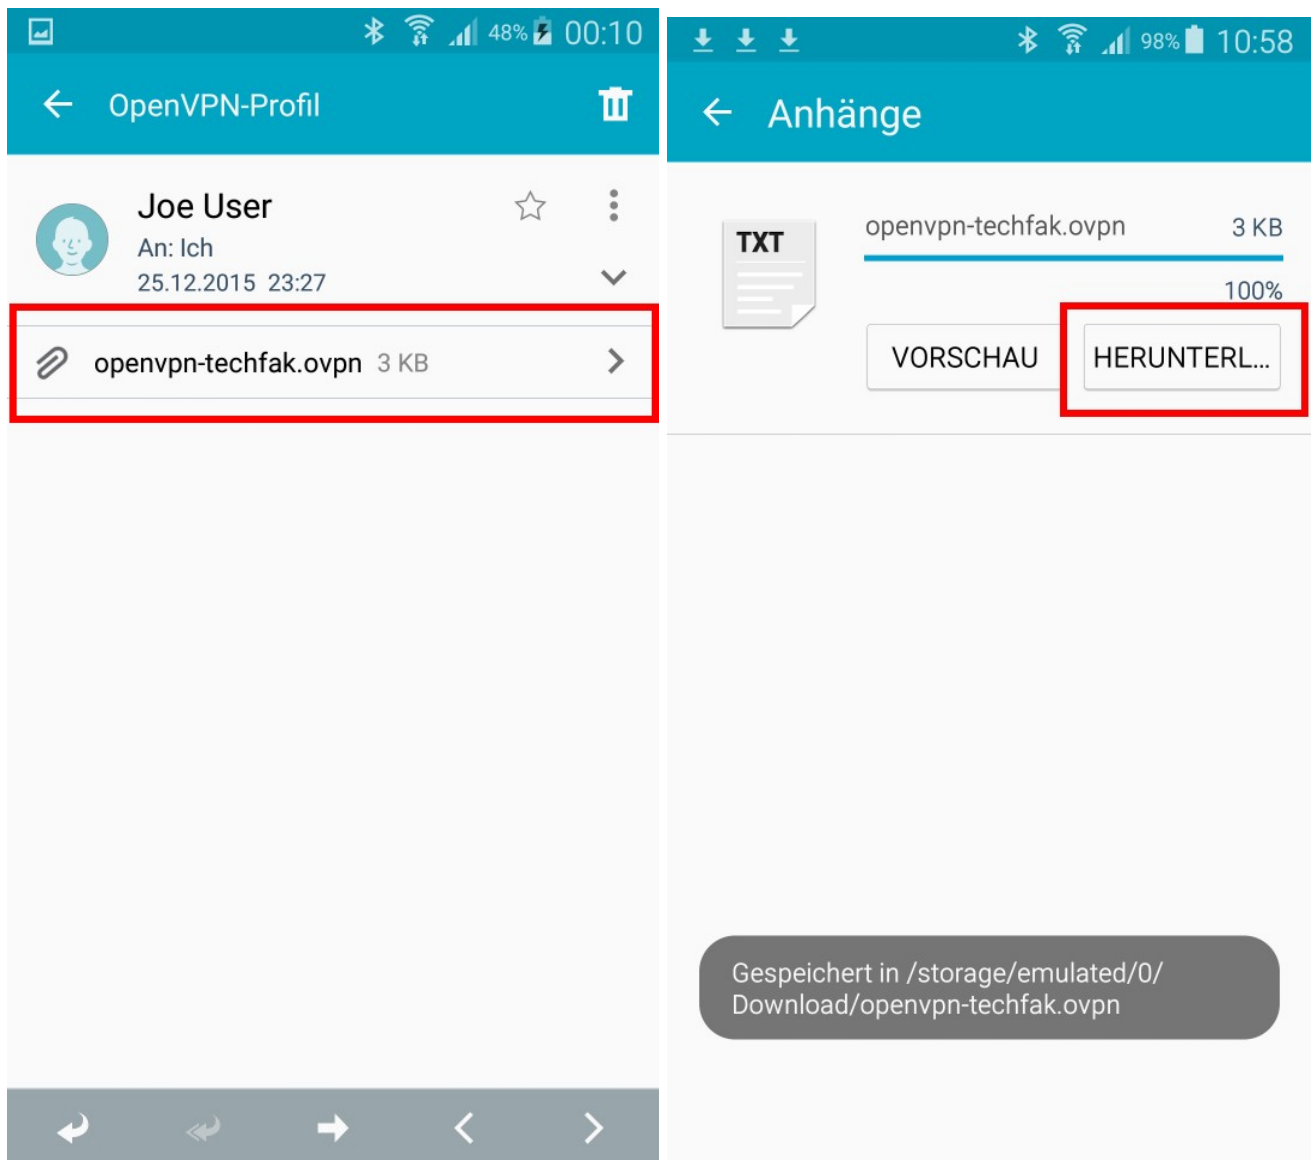 48% 00:10
OpenVPN-Profil
Joe User
An: Ich
25.12.2015 23:27
openvpn-techfak.ovpn 3 KB
98% 10:58
Anhänge
TXT
openvpn-techfak.ovpn 3 KB
100%
VORSCHAU HERUNTERL...
Gespeichert in /storage/emulated/0/
Download/openvpn-techfak.ovpn